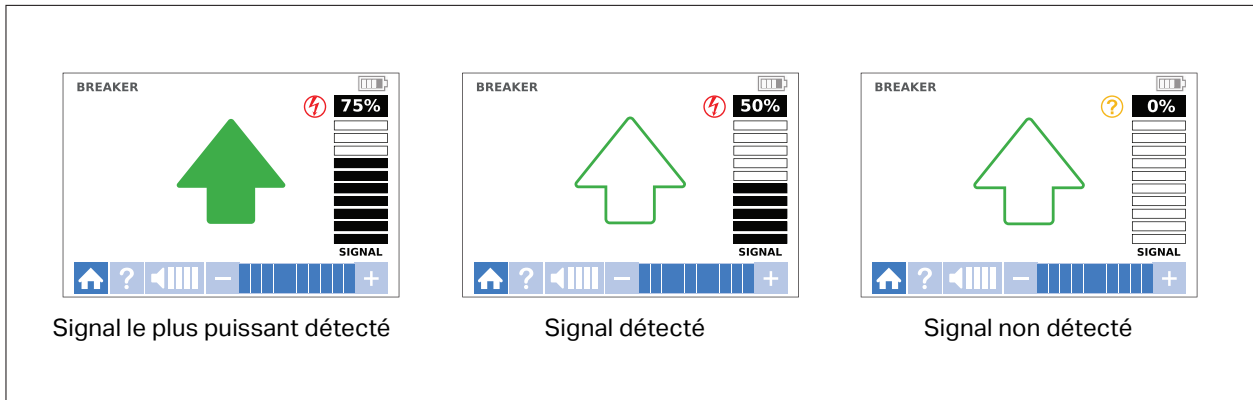 BREAKER
75%
SIGNAL
?
−
+
Signal le plus puissant détecté
BREAKER
50%
SIGNAL
?
−
+
Signal détecté
BREAKER
?
0%
SIGNAL
?
−
+
Signal non détecté